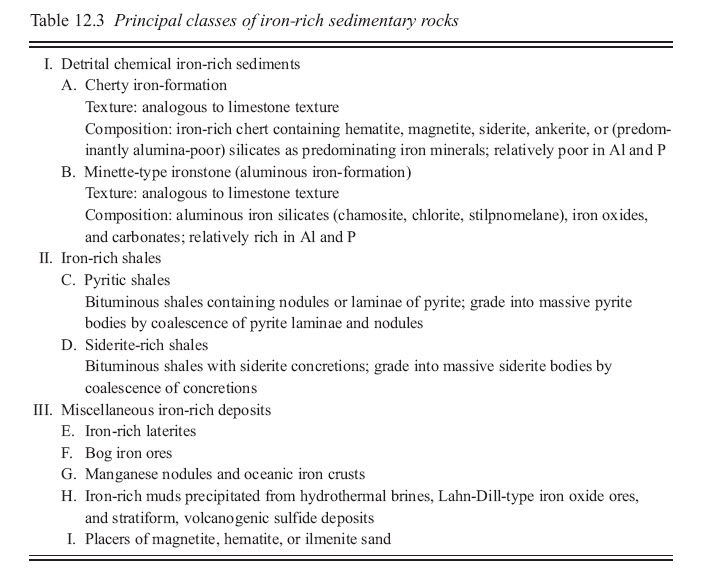 Table 12.3 Principal classes of iron-rich sedimentary rocks
I. Detrital chemical iron-rich sediments
A. Cherty iron-formation
Texture: analogous to limestone texture
Composition: iron-rich chert containing hematite, magnetite, siderite, ankerite, or (predom-
inantly alumina-poor) silicates as predominating iron minerals; relatively poor in Al and P
B. Minette-type ironstone (aluminous iron-formation)
Texture: analogous to limestone texture
Composition: aluminous iron silicates (chamosite, chlorite, stilpnomelane), iron oxides,
and carbonates; relatively rich in Al and P
II. Iron-rich shales
C. Pyritic shales
Bituminous shales containing nodules or laminae of pyrite; grade into massive pyrite
bodies by coalescence of pyrite laminae and nodules
D. Siderite-rich shales
Bituminous shales with siderite concretions; grade into massive siderite bodies by
coalescence of concretions
III. Miscellaneous iron-rich deposits
E. Iron-rich laterites
F. Bog iron ores
G. Manganese nodules and oceanic iron crusts
H. Iron-rich muds precipitated from hydrothermal brines, Lahn-Dill-type iron oxide ores,
and stratiform, volcanogenic sulfide deposits
I. Placers of magnetite, hematite, or ilmenite sand